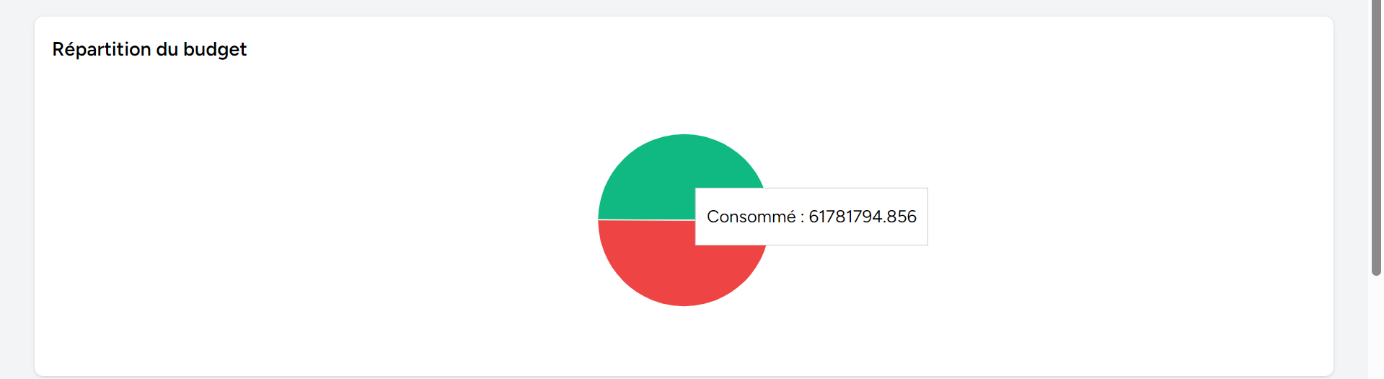 Répartition du budget
Consommé : 61781794.856